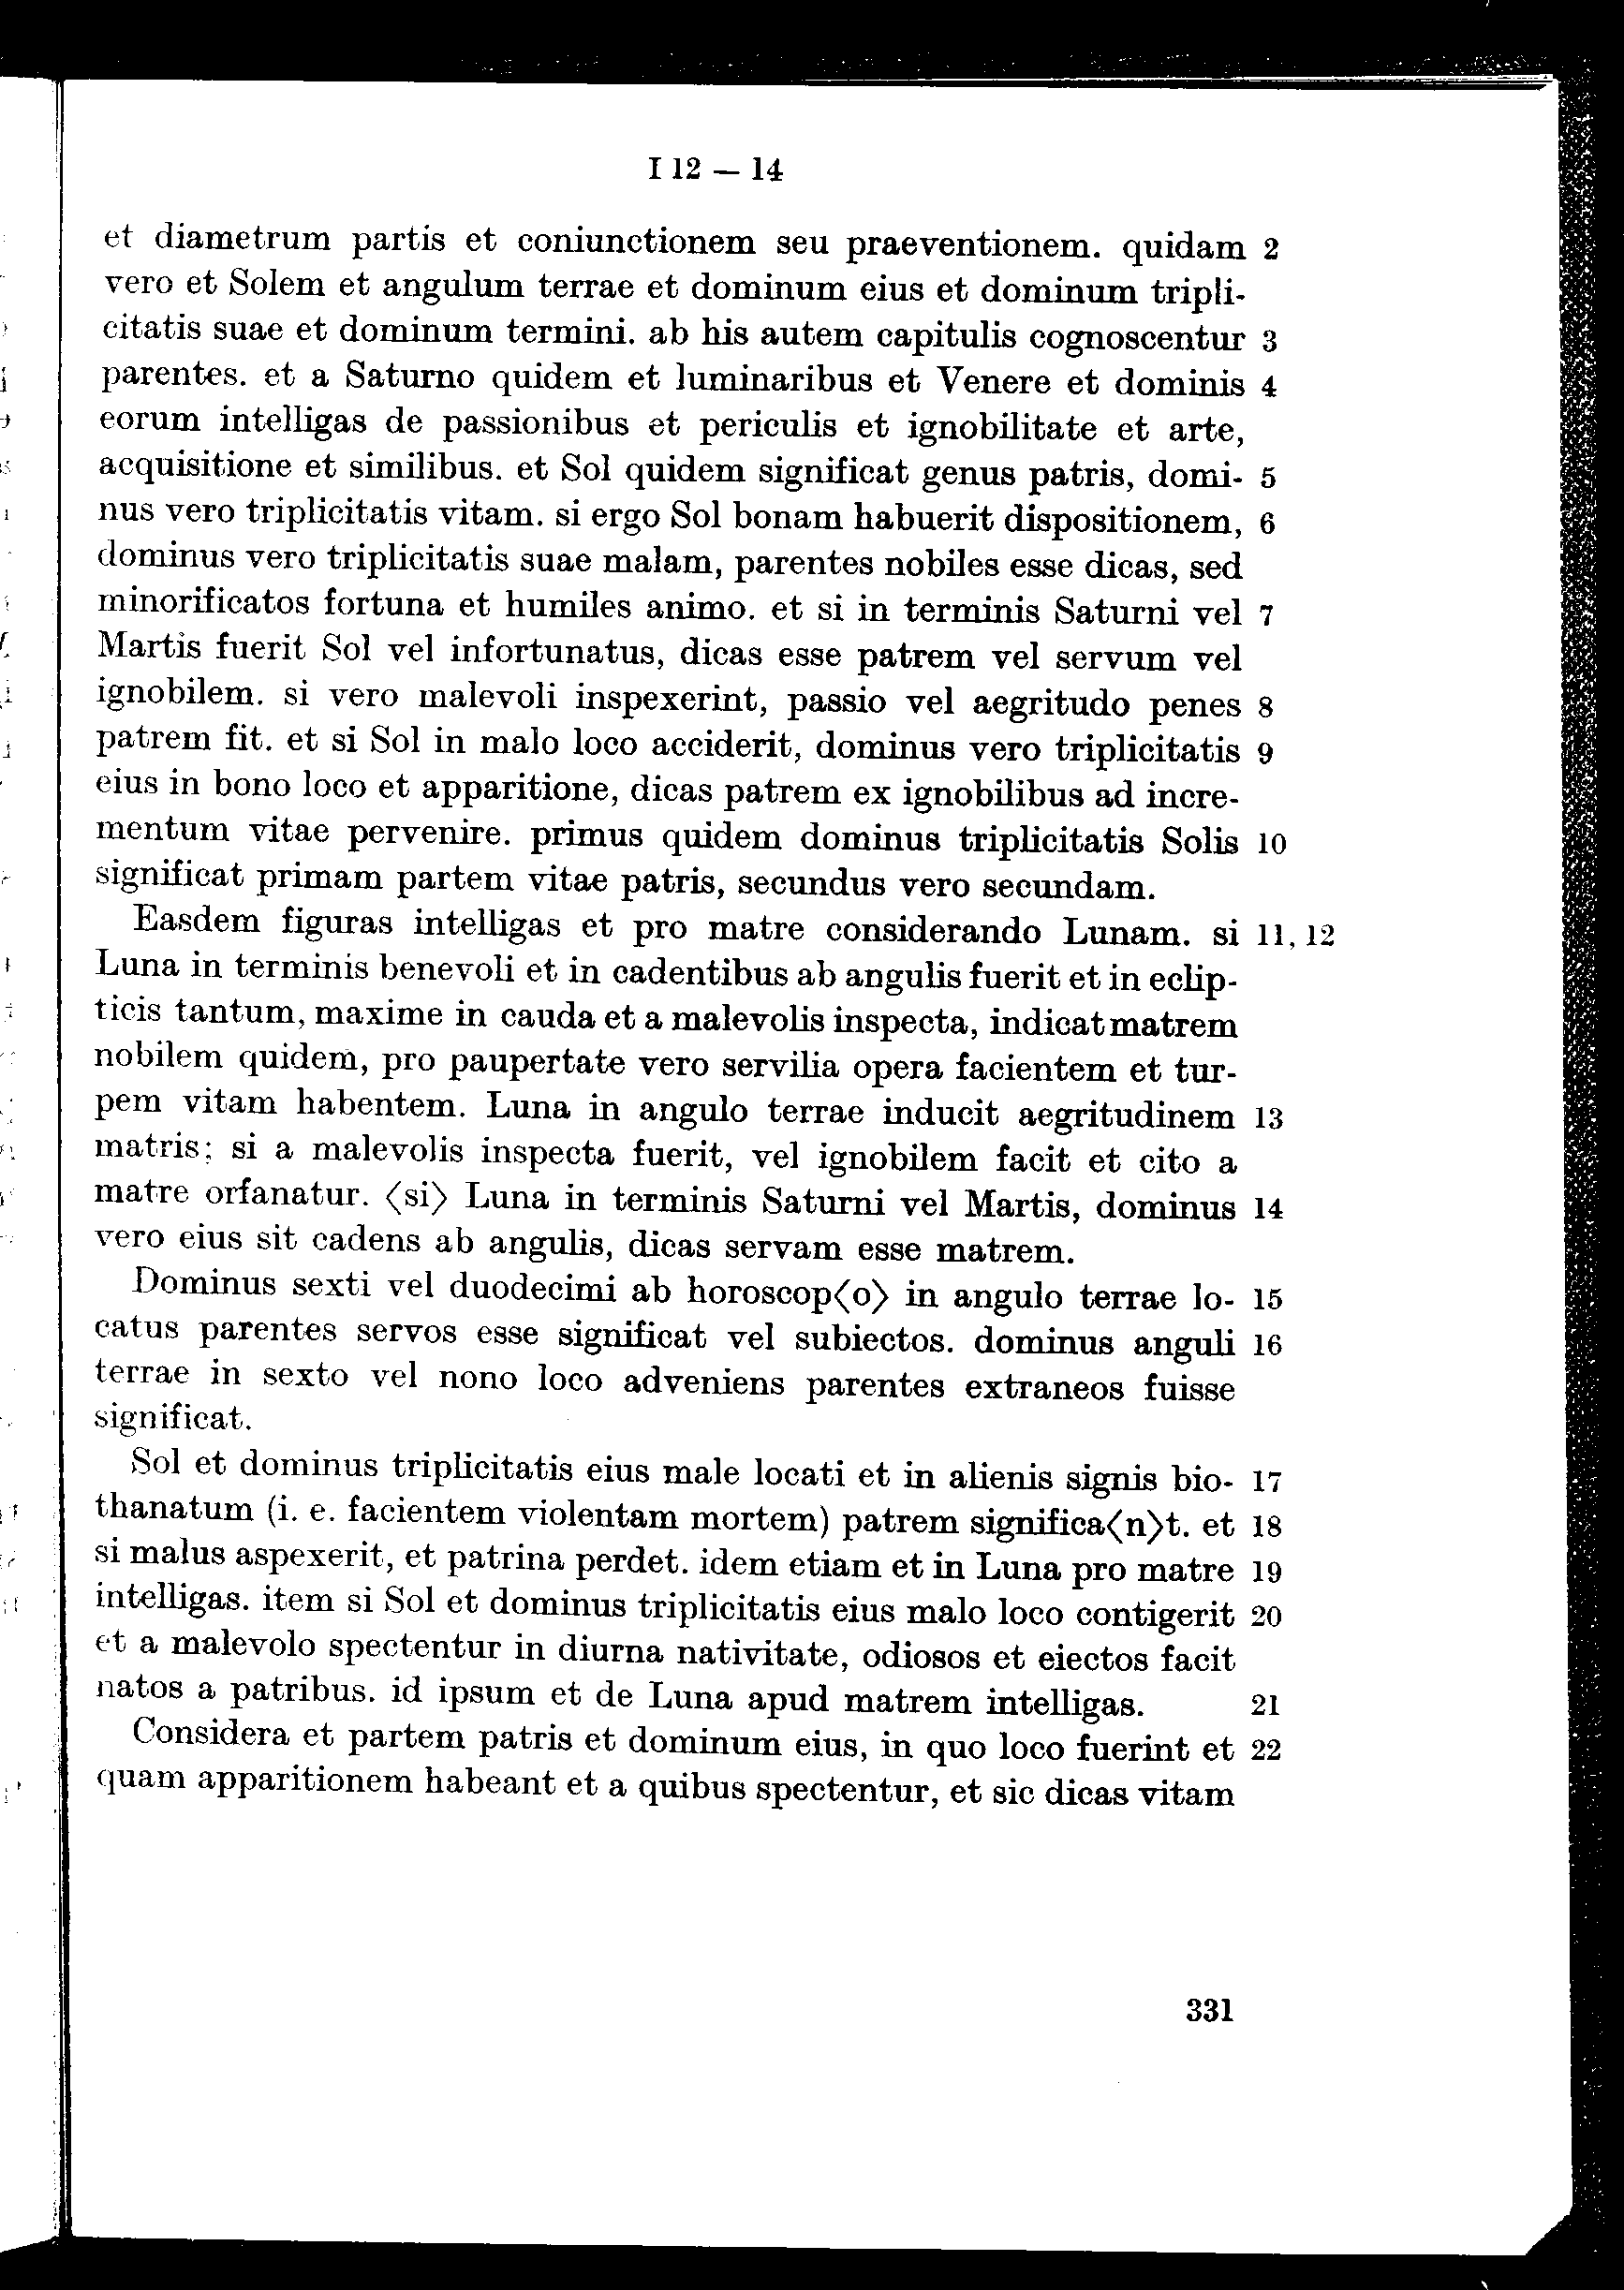 I 12 — 14
et diametrum partis et coniunctionem seu praeventionem. quidam 2
vero et Solem et angulum terrae et dominum eius et dominum tripli-
citatis suae et dominum termini. ab his autem capitulis cognoscentur 3
parentes. et a Saturno quidem et luminaribus et Venere et dominis 4
eorum intelligas de passionibus et periculis et ignobilitate et arte,
acquisitione et similibus. et Sol quidem significat genus patris, domi- 5
nus vero triplicitatis vitam. si ergo Sol bonam habuerit dispositionem, 6
dominus vero triplicitatis suae malam, parentes nobiles esse dicas, sed
minorificatos fortuna et humiles animo. et si in terminis Saturni vel 7
Martis fuerit Sol vel infortunatus, dicas esse patrem vel servum vel
ignobilem. si vero malevoli inspexerint, passio vel aegritudo penes 8
patrem fit. et si Sol in malo loco acciderit, dominus vero triplicitatis 9
eius in bono loco et apparitione, dicas patrem ex ignobilibus ad incre-
mentum vitae pervenire. primus quidem dominus triplicitatis Solis 10
significat primam partem vitae patris, secundus vero secundam.
Easdem figuras intelligas et pro matre considerando Lunam. si 11, 12
Luna in terminis benevoli et in cadentibus ab angulis fuerit et in eclip-
ticis tantum, maxime in cauda et a malevolis inspecta, indicat matrem
nobilem quidem, pro paupertate vero servilia opera facientem et tur-
pem vitam habentem. Luna in angulo terrae inducit aegritudinem 13
matris; si a malevolis inspecta fuerit, vel ignobilem facit et cito a
matre orfanatur. ⟨si⟩ Luna in terminis Saturni vel Martis, dominus 14
vero eius sit cadens ab angulis, dicas servam esse matrem.
Dominus sexti vel duodecimi ab horoscop⟨o⟩ in angulo terrae lo- 15
catus parentes servos esse significat vel subiectos. dominus anguli 16
terrae in sexto vel nono loco adveniens parentes extraneos fuisse
significat.
Sol et dominus triplicitatis eius male locati et in alienis signis bio- 17
thanatum (i. e. facientem violentam mortem) patrem significa⟨n⟩t. et 18
si malus aspexerit, et patrina perdet. idem etiam et in Luna pro matre 19
intelligas. item si Sol et dominus triplicitatis eius malo loco contigerit 20
et a malevolo spectentur in diurna nativitate, odiosos et eiectos facit
natos a patribus. id ipsum et de Luna apud matrem intelligas. 21
Considera et partem patris et dominum eius, in quo loco fuerint et 22
quam apparitionem habeant et a quibus spectentur, et sic dicas vitam
331